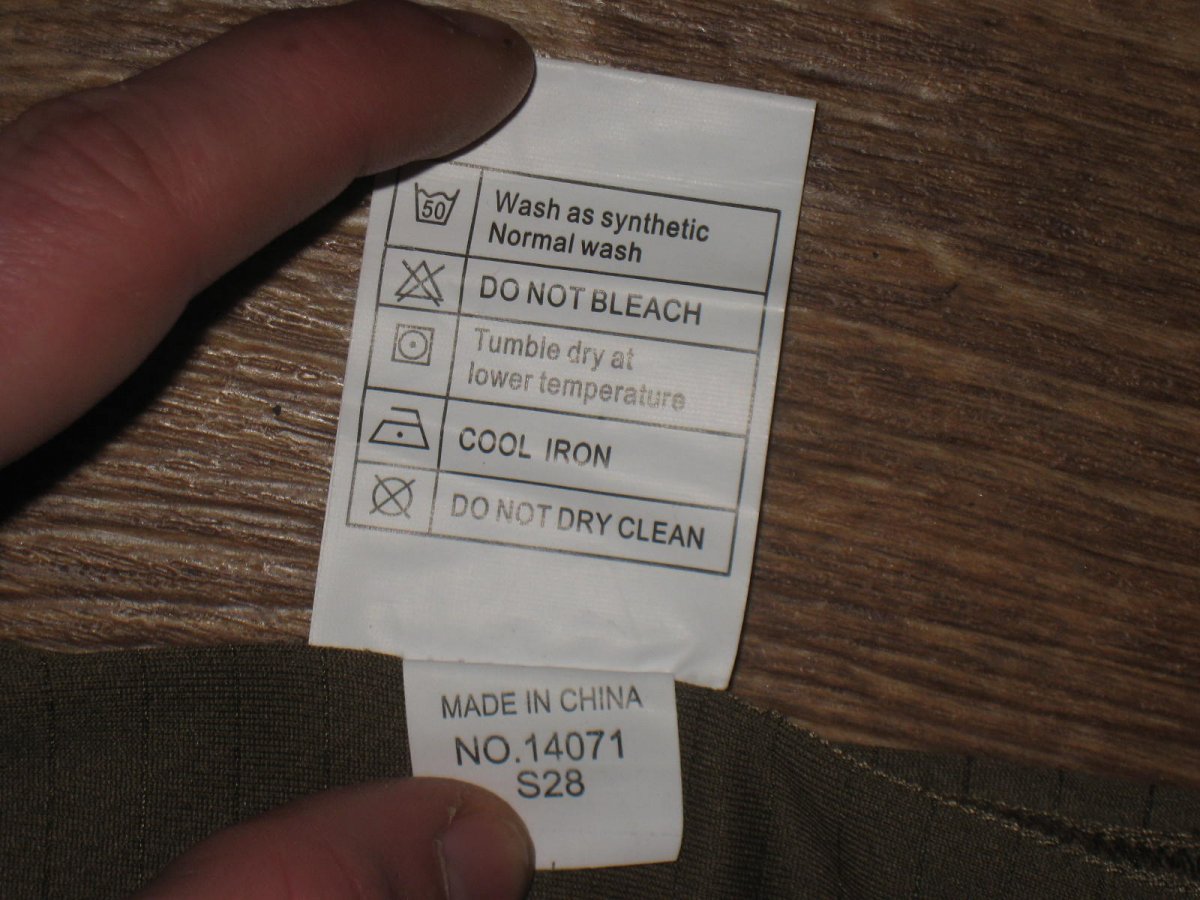 50
Wash as synthetic
Normal wash
DO NOT BLEACH
Tumble dry at
lower temperature
COOL IRON
DO NOT DRY CLEAN
MADE IN CHINA
NO.14071
S28